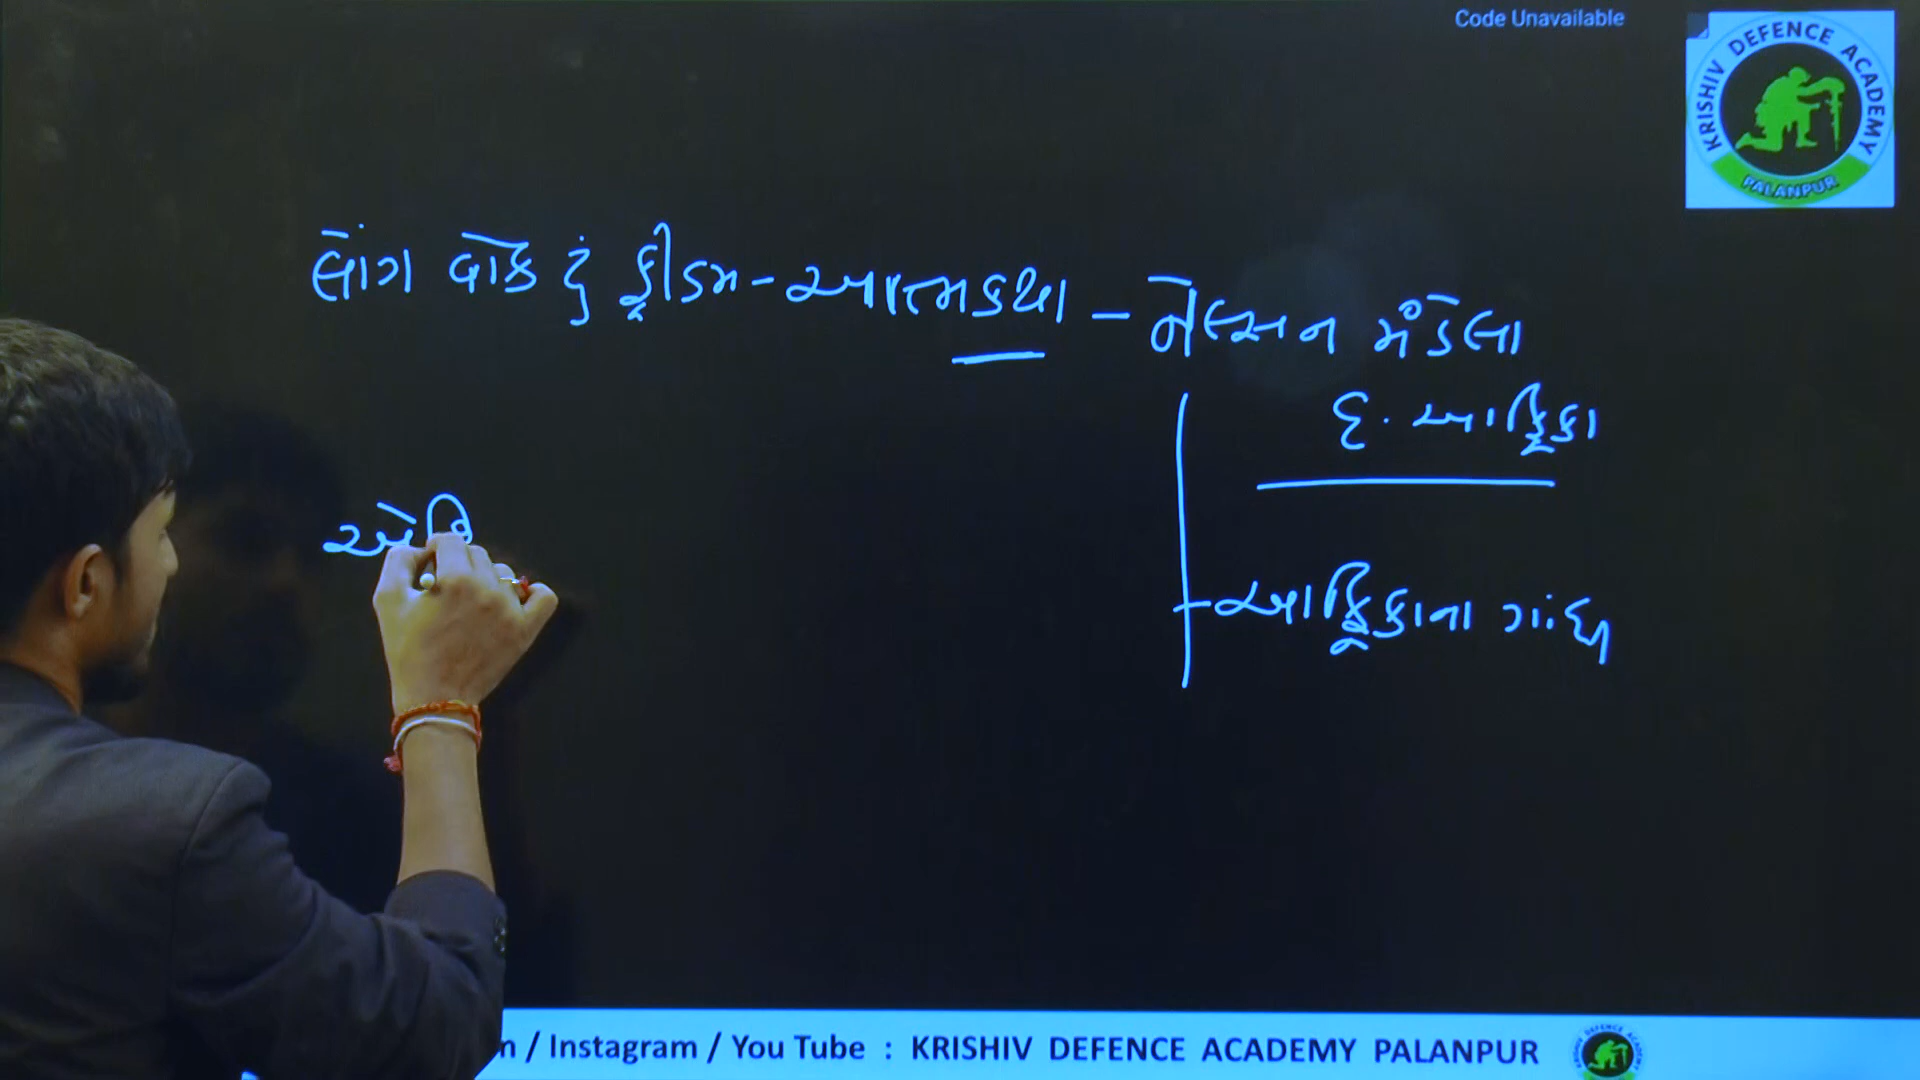 Code Unavailable
KRISHIV DEFENCE ACADEMY
PALANPUR
લોંગ વોક ટું ફ્રીડમ - આત્મકથા - નેલ્સન મંડેલા
દ. આફ્રિકા
આફ્રિકાના ગાંધી
n / Instagram / You Tube : KRISHIV DEFENCE ACADEMY PALANPUR